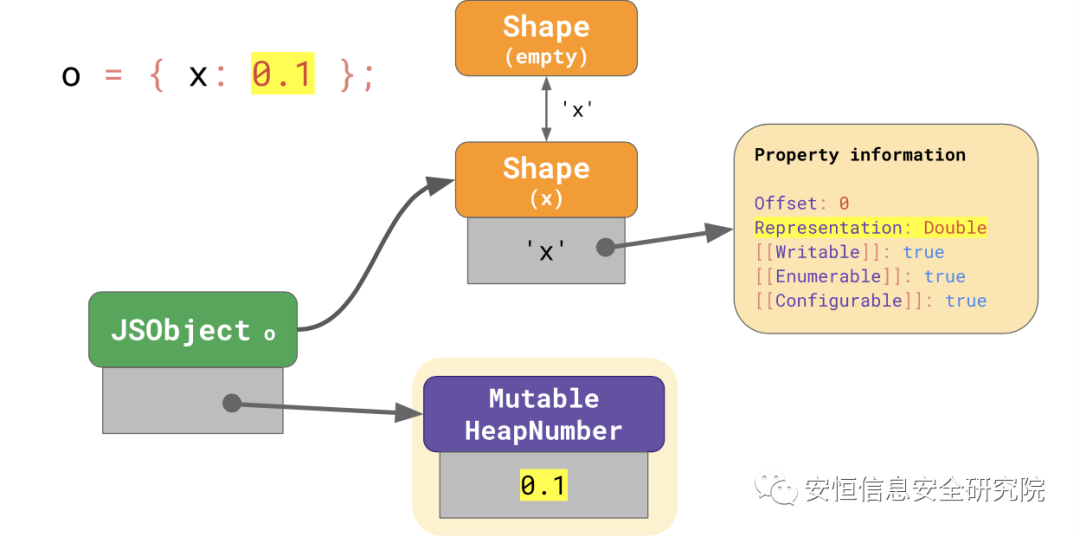 o = { x: 0.1 };
Shape
(empty)
'x'
Shape
(x)
'x'
Property information
Offset: 0
Representation: Double
[[Writable]]: true
[[Enumerable]]: true
[[Configurable]]: true
JSObject o
Mutable
HeapNumber
0.1
安恒信息安全研究院